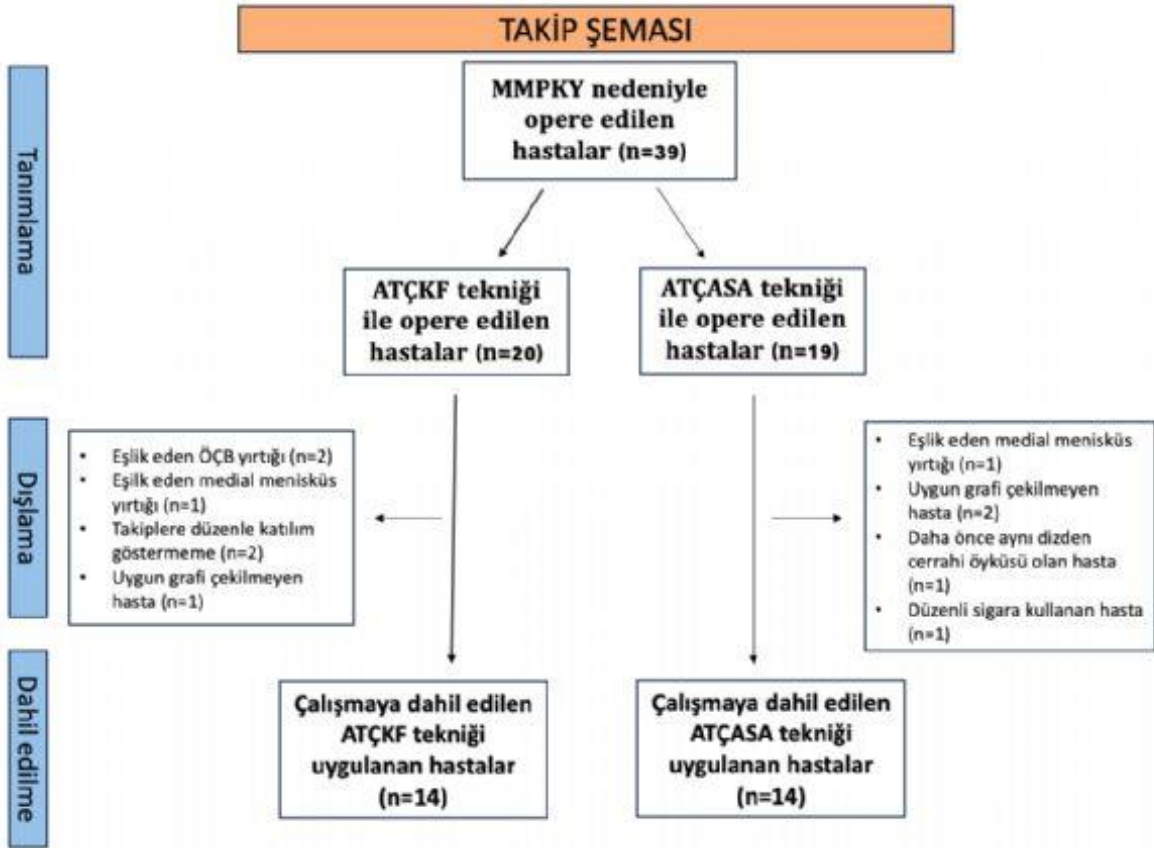 TAKİP ŞEMASI
Tanımlama
MMPKY nedeniyle
opere edilen
hastalar (n=39)
ATÇKF tekniği
ile opere edilen
hastalar (n=20)
ATÇASA tekniği
ile opere edilen
hastalar (n=19)
Dışlama
• Eşlik eden ÖÇB yırtığı (n=2)
• Eşilk eden medial menisküs
yırtığı (n=1)
• Takiplere düzenle katılım
göstermeme (n=2)
• Uygun grafi çekilmeyen
hasta (n=1)
• Eşlik eden medial menisküs
yırtığı (n=1)
• Uygun grafi çekilmeyen
hasta (n=2)
• Daha önce aynı dizden
cerrahi öyküsü olan hasta
(n=1)
• Düzenli sigara kullanan hasta
(n=1)
Dahil edilme
Çalışmaya dahil edilen
ATÇKF tekniği
uygulanan hastalar
(n=14)
Çalışmaya dahil edilen
ATÇASA tekniği
uygulanan hastalar
(n=14)